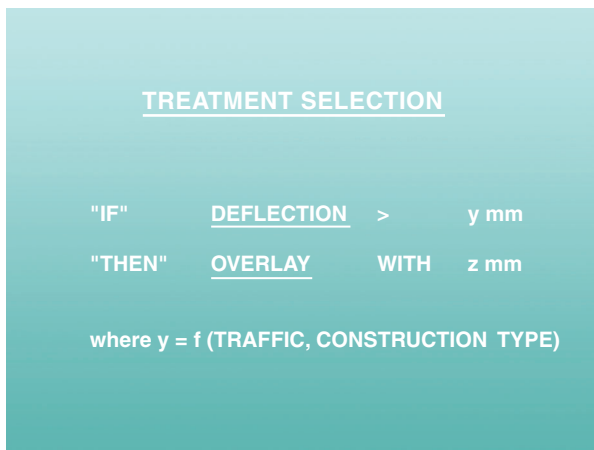 TREATMENT SELECTION
"IF" DEFLECTION > y mm
"THEN" OVERLAY WITH z mm
where y = f (TRAFFIC, CONSTRUCTION TYPE)